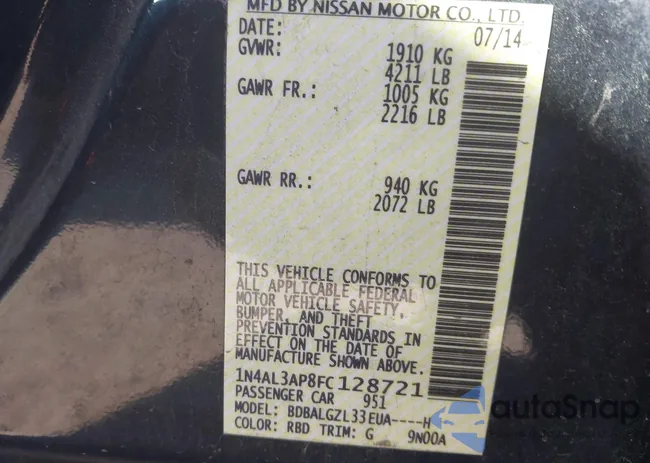 MFD BY NISSAN MOTOR CO., LTD.
DATE: 07/14
GVWR: 1910 KG
4211 LB
GAWR FR.: 1005 KG
2216 LB
GAWR RR.: 940 KG
2072 LB
THIS VEHICLE CONFORMS TO
ALL APPLICABLE FEDERAL
MOTOR VEHICLE SAFETY,
BUMPER, AND THEFT
PREVENTION STANDARDS IN
EFFECT ON THE DATE OF
MANUFACTURE SHOWN ABOVE.
1N4AL3AP8FC128721
PASSENGER CAR 951
MODEL: BDBALGZL33EUA----H
COLOR: RBD TRIM: G 9N00A
autoSnap